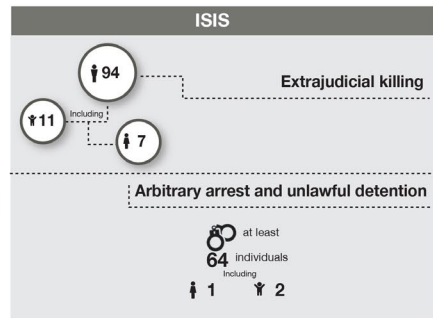 ISIS
94
Extrajudicial killing
Including
11
7
Arbitrary arrest and unlawful detention
at least
64 individuals
Including
1 2